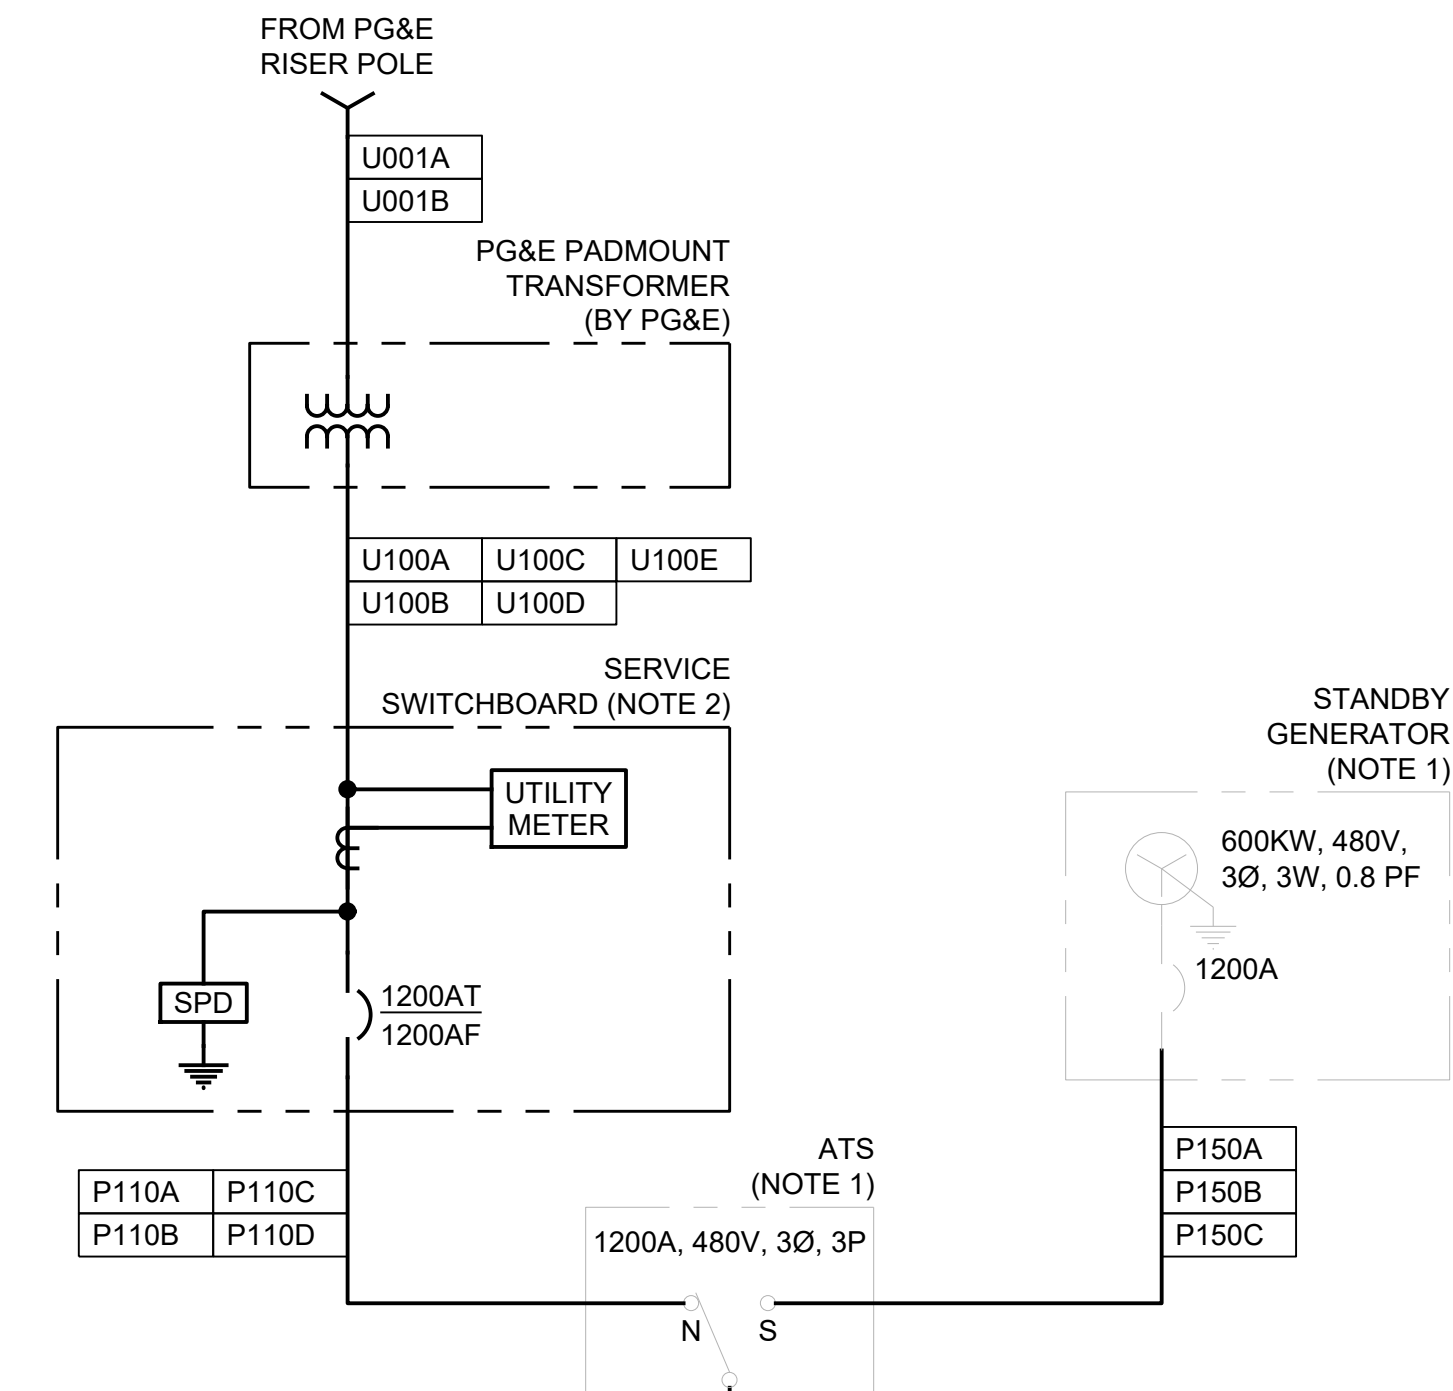 FROM PG&E
RISER POLE
U001A
U001B
PG&E PADMOUNT
TRANSFORMER
(BY PG&E)
U100A U100C U100E
U100B U100D
SERVICE
SWITCHBOARD (NOTE 2)
UTILITY
METER
SPD
1200AT
1200AF
STANDBY
GENERATOR
(NOTE 1)
600KW, 480V,
3Ø, 3W, 0.8 PF
1200A
P110A P110C
P110B P110D
ATS
(NOTE 1)
1200A, 480V, 3Ø, 3P
N S
P150A
P150B
P150C